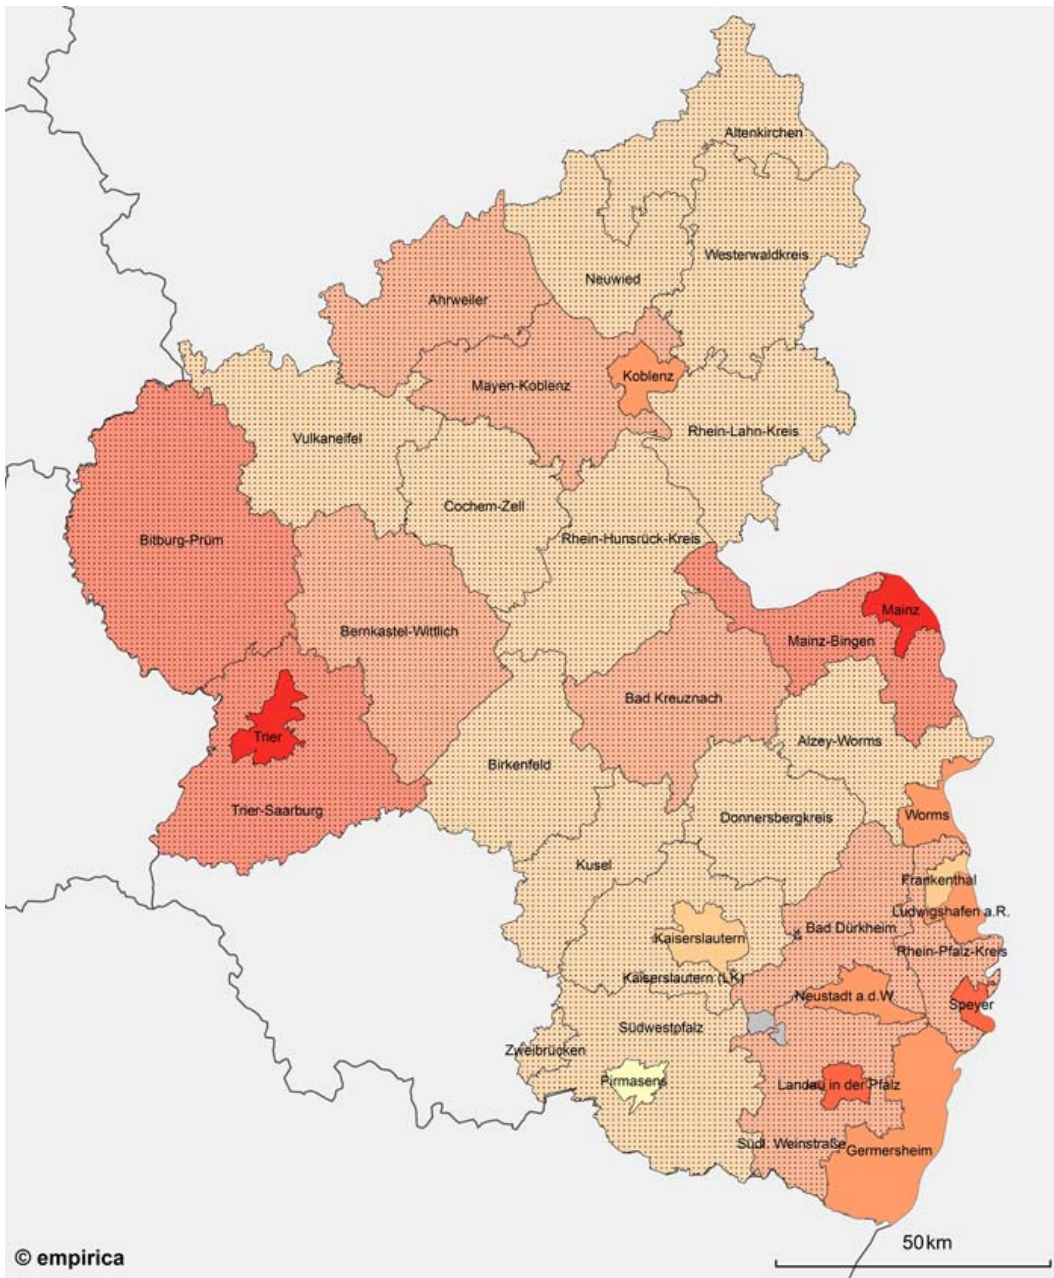 Altenkirchen
Westerwaldkreis
Neuwied
Ahrweiler
Koblenz
Mayen-Koblenz
Rhein-Lahn-Kreis
Vulkaneifel
Cochem-Zell
Rhein-Hunsrück-Kreis
Bitburg-Prüm
Mainz
Bernkastel-Wittlich
Mainz-Bingen
Bad Kreuznach
Trier
Alzey-Worms
Birkenfeld
Trier-Saarburg
Donnersbergkreis
Worms
Kusel
Frankenthal
Ludwigshafen a.R.
Bad Dürkheim
Kaiserslautern
Rhein-Pfalz-Kreis
Kaiserslautern (LK)
Neustadt a.d.W
Speyer
Südwestpfalz
Zweibrücken
Pirmasens
Landau in der Pfalz
Südl. Weinstraße
Germersheim
50km
© empirica